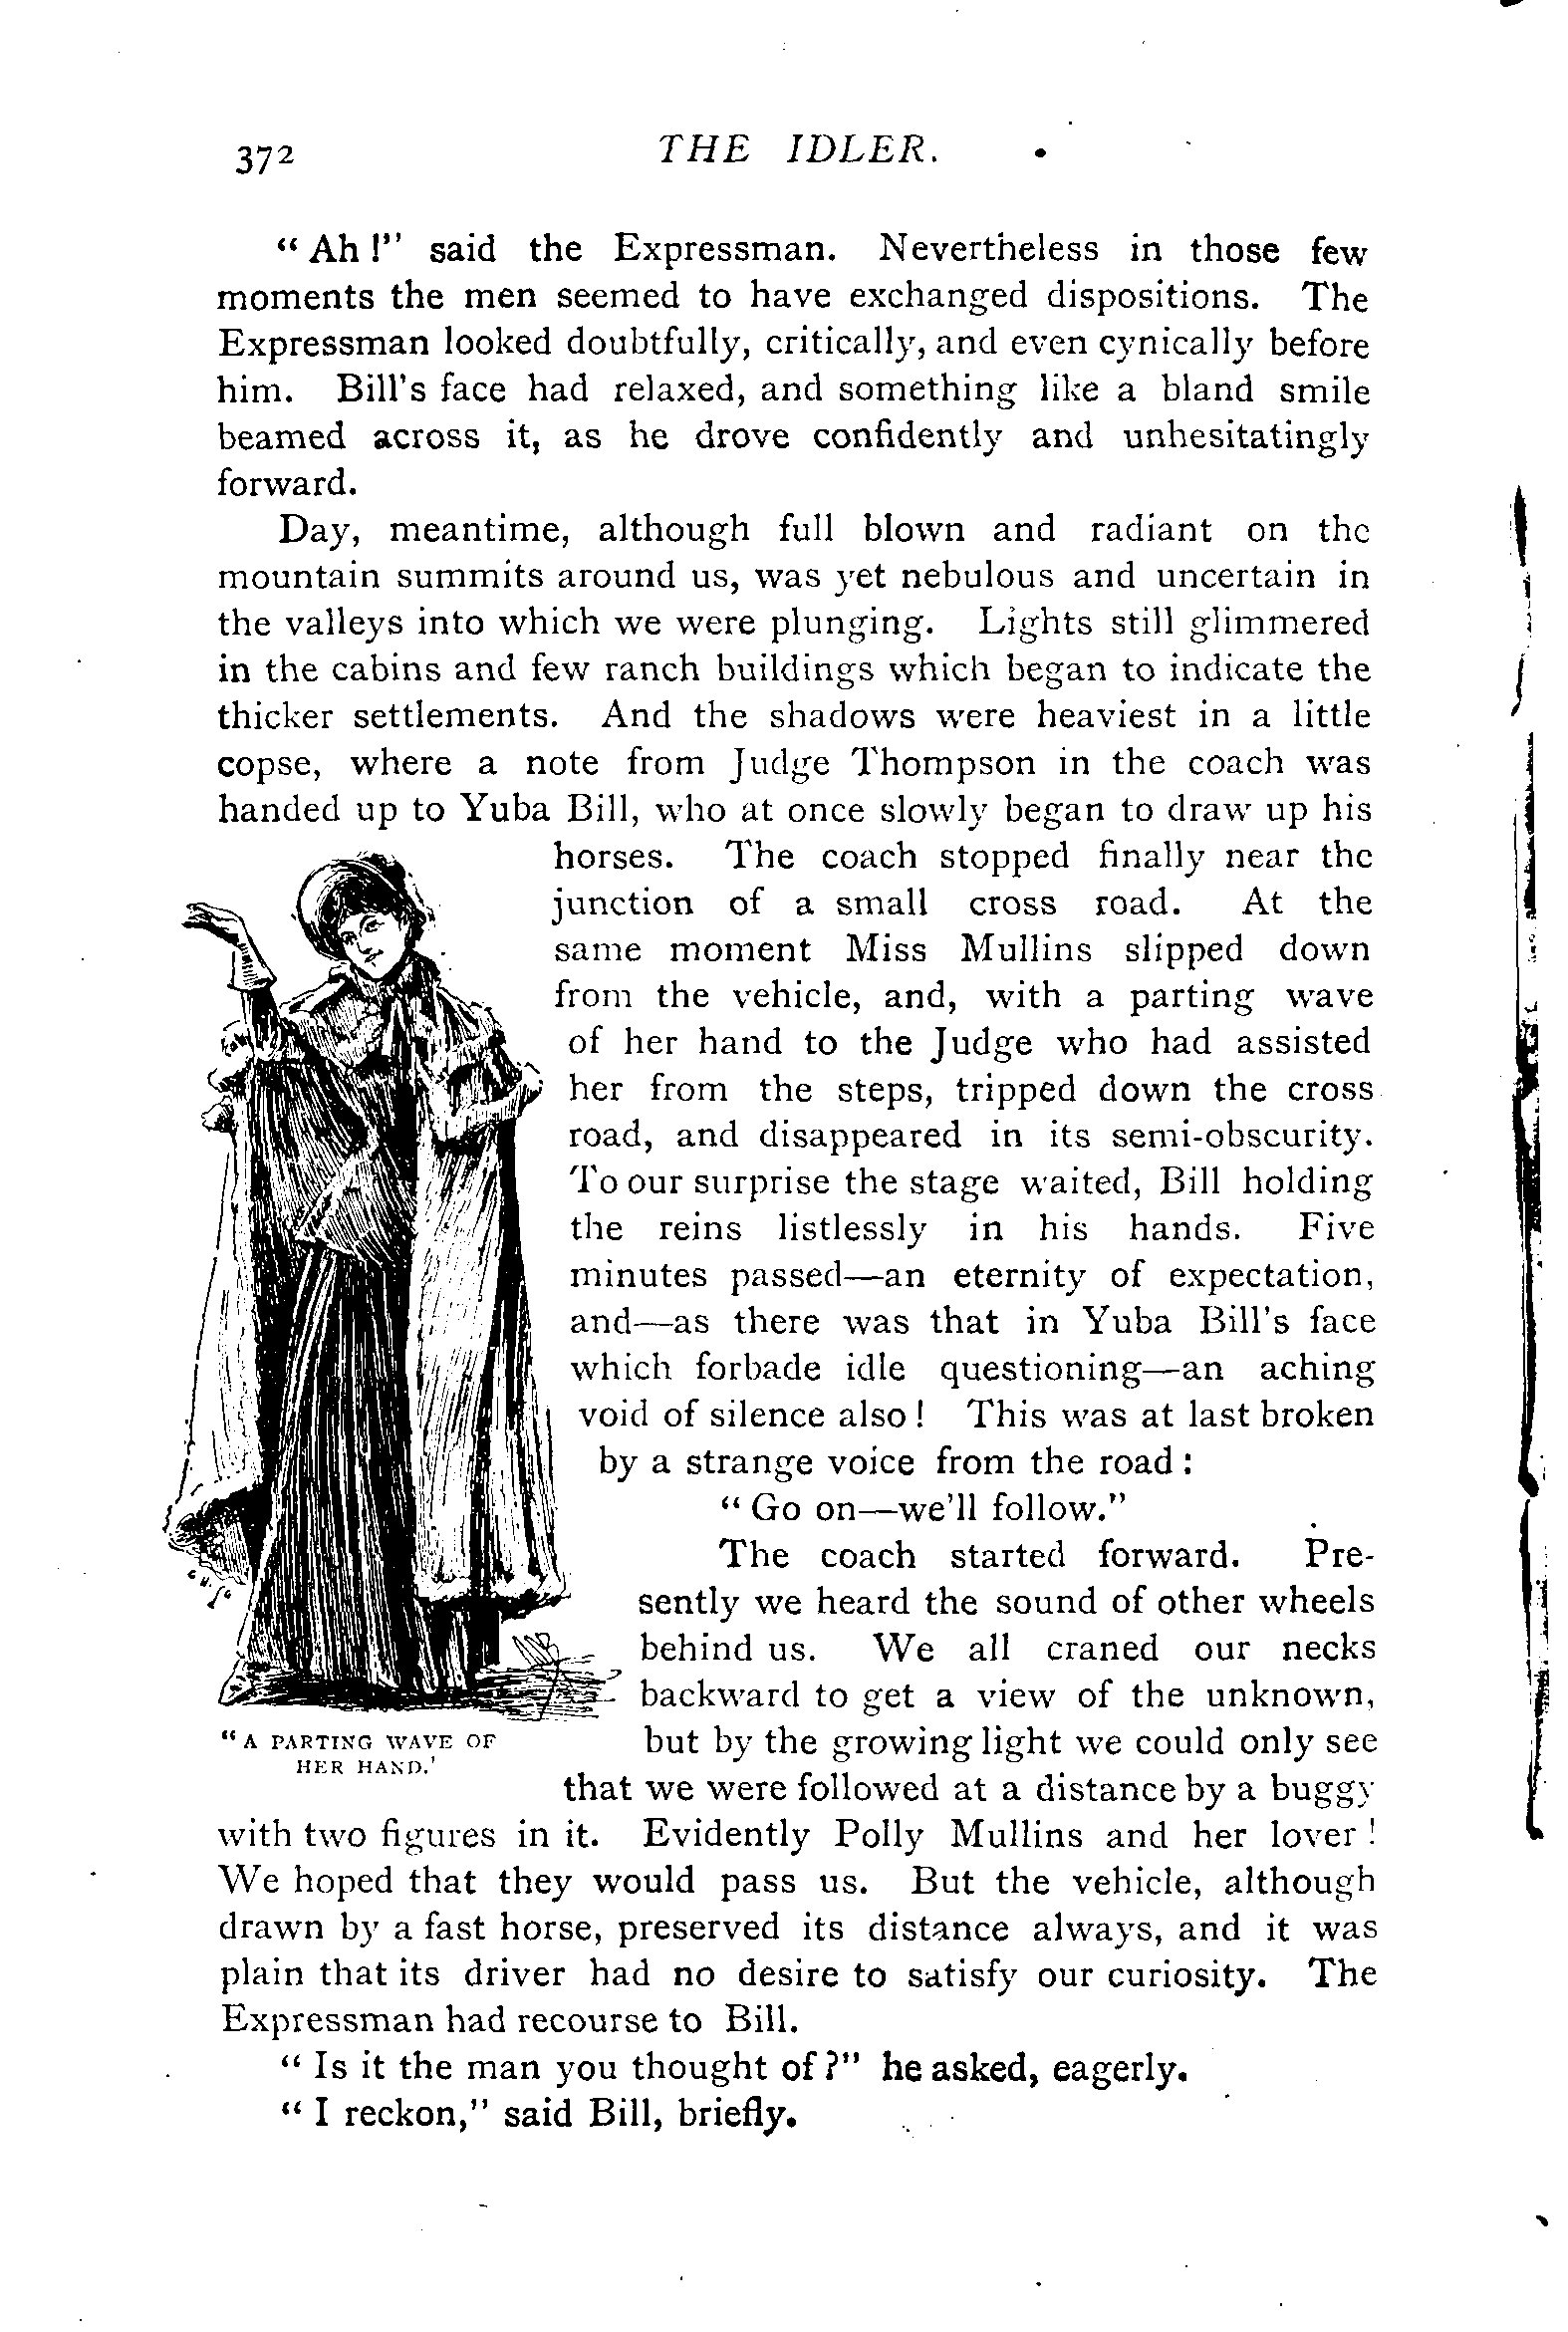 372 THE IDLER.
“ Ah !” said the Expressman. Nevertheless in those few
moments the men seemed to have exchanged dispositions. The
Expressman looked doubtfully, critically, and even cynically before
him. Bill’s face had relaxed, and something like a bland smile
beamed across it, as he drove confidently and unhesitatingly
forward.
Day, meantime, although full blown and radiant on the
mountain summits around us, was yet nebulous and uncertain in
the valleys into which we were plunging. Lights still glimmered
in the cabins and few ranch buildings which began to indicate the
thicker settlements. And the shadows were heaviest in a little
copse, where a note from Judge Thompson in the coach was
handed up to Yuba Bill, who at once slowly began to draw up his
horses. The coach stopped finally near the
junction of a small cross road. At the
same moment Miss Mullins slipped down
from the vehicle, and, with a parting wave
of her hand to the Judge who had assisted
her from the steps, tripped down the cross
road, and disappeared in its semi-obscurity.
To our surprise the stage waited, Bill holding
the reins listlessly in his hands. Five
minutes passed—an eternity of expectation,
and—as there was that in Yuba Bill’s face
which forbade idle questioning—an aching
void of silence also ! This was at last broken
by a strange voice from the road :
“ Go on—we’ll follow.”
The coach started forward. Pre-
sently we heard the sound of other wheels
behind us. We all craned our necks
backward to get a view of the unknown,
but by the growing light we could only see
that we were followed at a distance by a buggy
with two figures in it. Evidently Polly Mullins and her lover !
We hoped that they would pass us. But the vehicle, although
drawn by a fast horse, preserved its distance always, and it was
plain that its driver had no desire to satisfy our curiosity. The
Expressman had recourse to Bill.
“ Is it the man you thought of ?” he asked, eagerly.
“ I reckon,” said Bill, briefly.
“ A PARTING WAVE OF
HER HAND.’